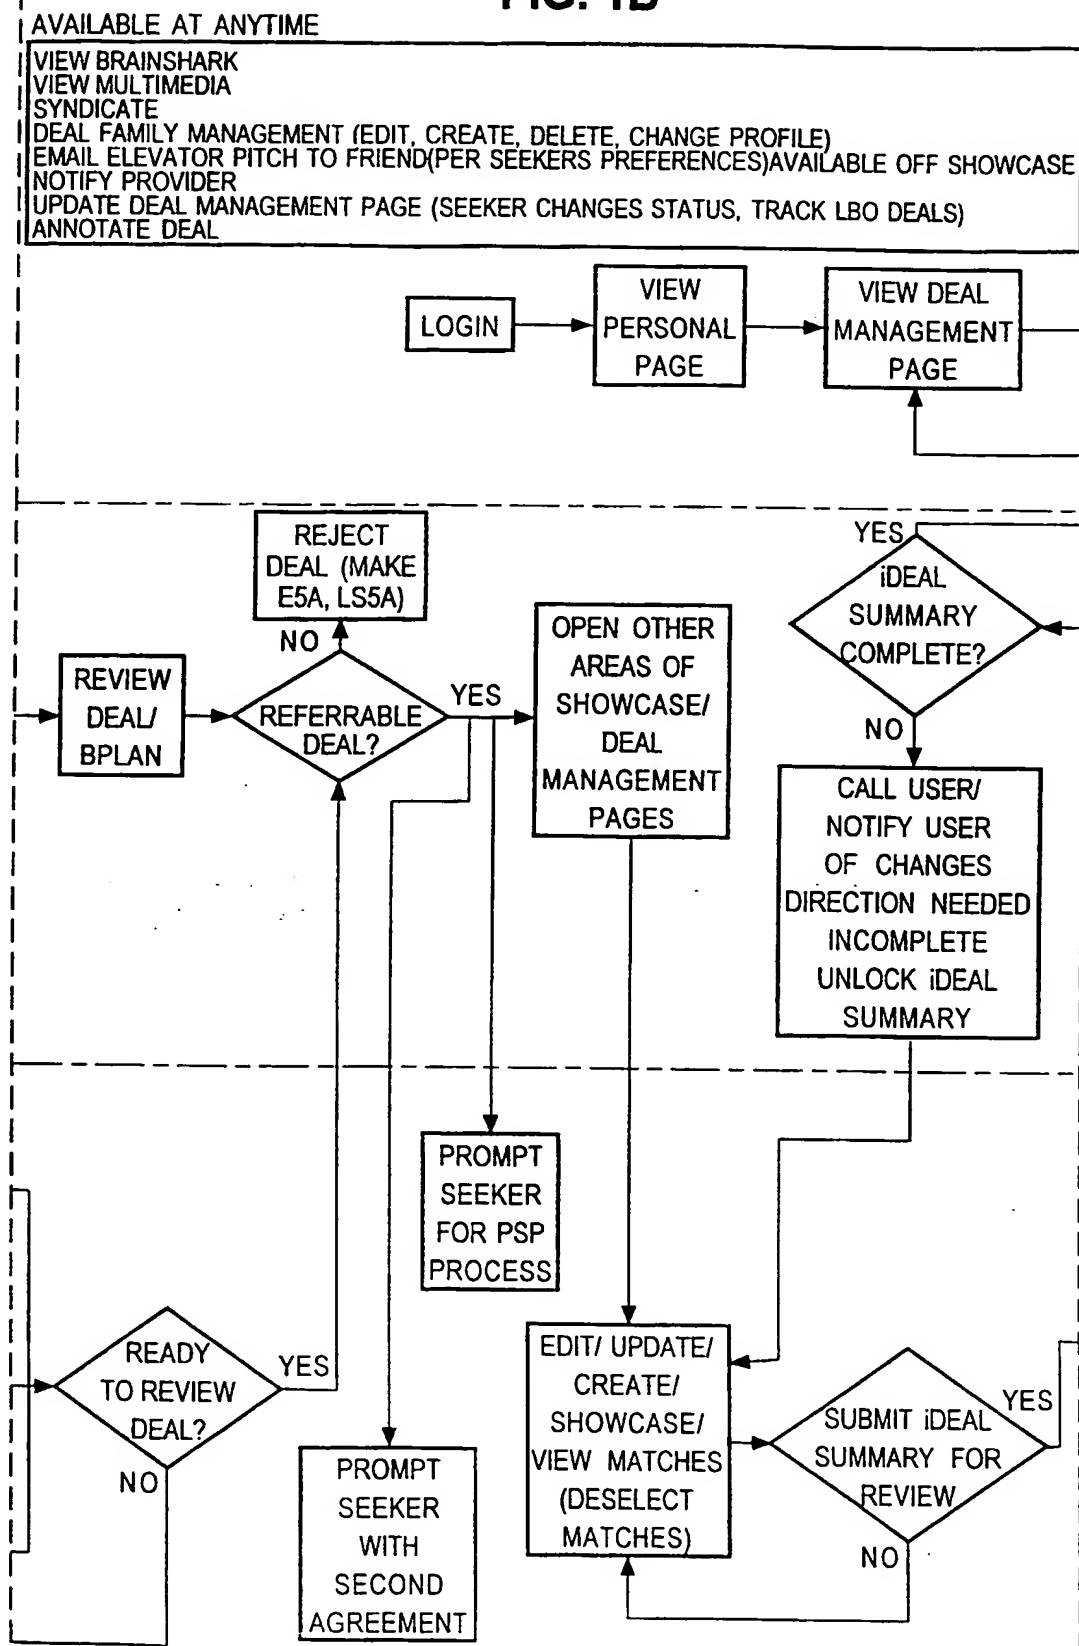 FIG. 1B
AVAILABLE AT ANYTIME
VIEW BRAINSHARK
VIEW MULTIMEDIA
SYNDICATE
DEAL FAMILY MANAGEMENT (EDIT, CREATE, DELETE, CHANGE PROFILE)
EMAIL ELEVATOR PITCH TO FRIEND(PER SEEKERS PREFERENCES)AVAILABLE OFF SHOWCASE
NOTIFY PROVIDER
UPDATE DEAL MANAGEMENT PAGE (SEEKER CHANGES STATUS, TRACK LBO DEALS)
ANNOTATE DEAL
LOGIN
VIEW
PERSONAL
PAGE
VIEW DEAL
MANAGEMENT
PAGE
REJECT
DEAL (MAKE
E5A, LS5A)
NO
REVIEW
DEAL/
BPLAN
REFERRABLE
DEAL?
YES
OPEN OTHER
AREAS OF
SHOWCASE/
DEAL
MANAGEMENT
PAGES
YES
iDEAL
SUMMARY
COMPLETE?
NO
CALL USER/
NOTIFY USER
OF CHANGES
DIRECTION NEEDED
INCOMPLETE
UNLOCK iDEAL
SUMMARY
PROMPT
SEEKER
FOR PSP
PROCESS
READY
TO REVIEW
DEAL?
YES
NO
PROMPT
SEEKER
WITH
SECOND
AGREEMENT
EDIT/ UPDATE/
CREATE/
SHOWCASE/
VIEW MATCHES
(DESELECT
MATCHES)
SUBMIT iDEAL
SUMMARY FOR
REVIEW
YES
NO